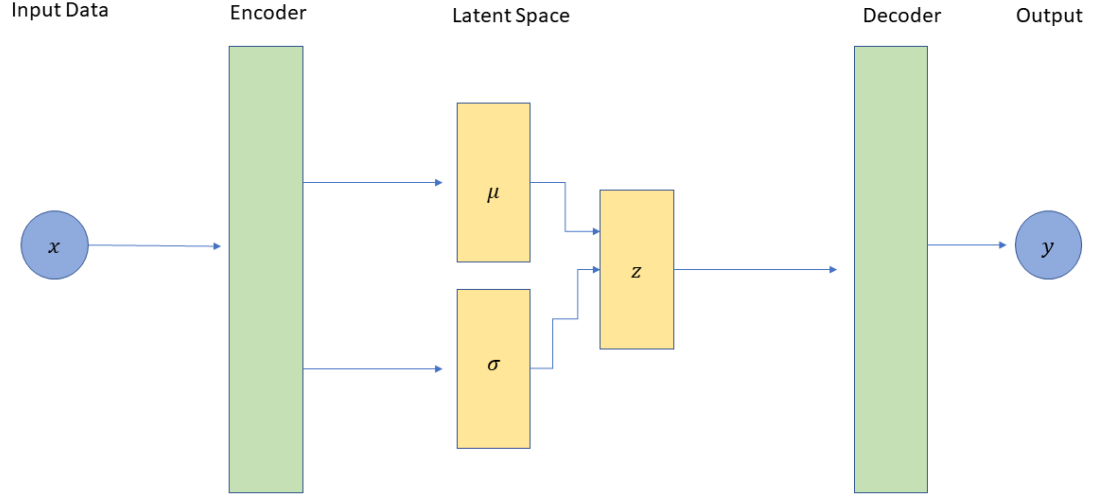 Input Data
Encoder
Latent Space
Decoder
Output
μ
x
z
y
σ